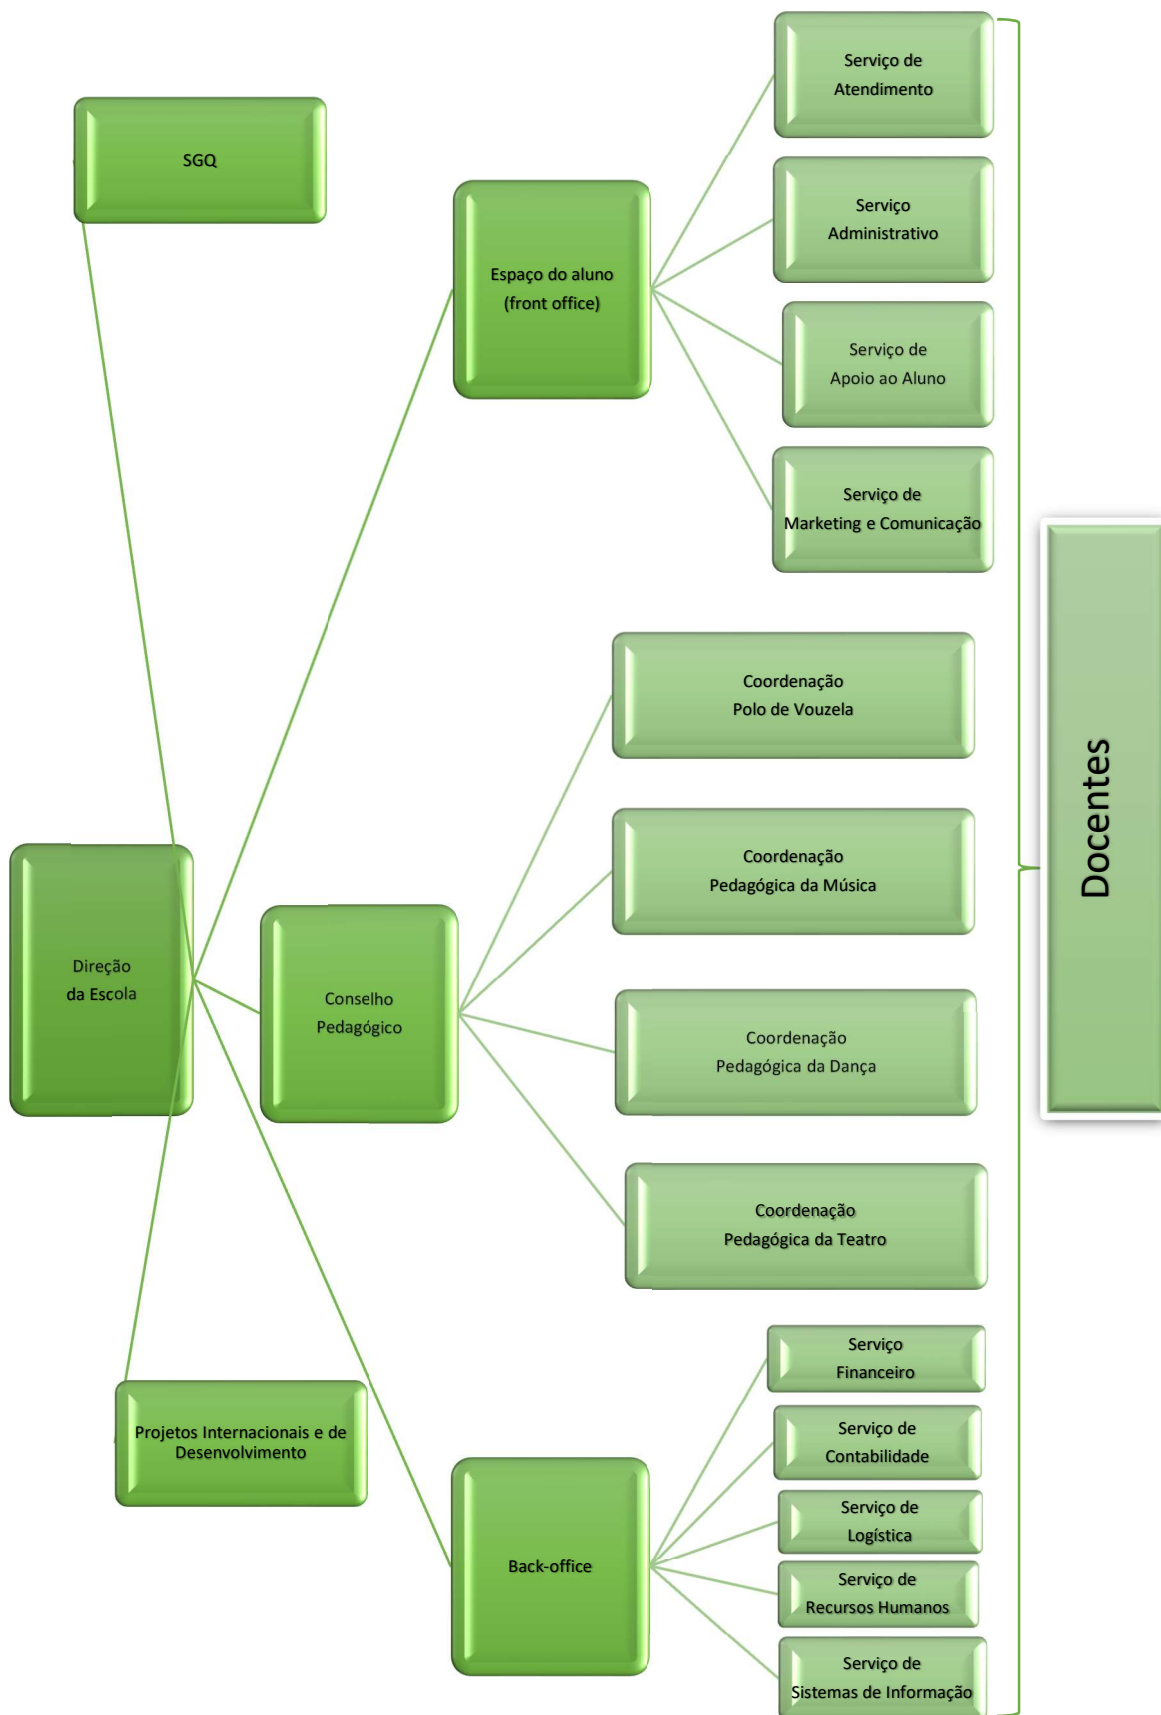 SGQ
Direção
da Escola
Projetos Internacionais e de
Desenvolvimento
Espaço do aluno
(front office)
Serviço de
Atendimento
Serviço
Administrativo
Serviço de
Apoio ao Aluno
Serviço de
Marketing e Comunicação
Conselho
Pedagógico
Coordenação
Polo de Vouzela
Coordenação
Pedagógica da Música
Coordenação
Pedagógica da Dança
Coordenação
Pedagógica da Teatro
Back-office
Serviço
Financeiro
Serviço de
Contabilidade
Serviço de
Logística
Serviço de
Recursos Humanos
Serviço de
Sistemas de Informação
Docentes